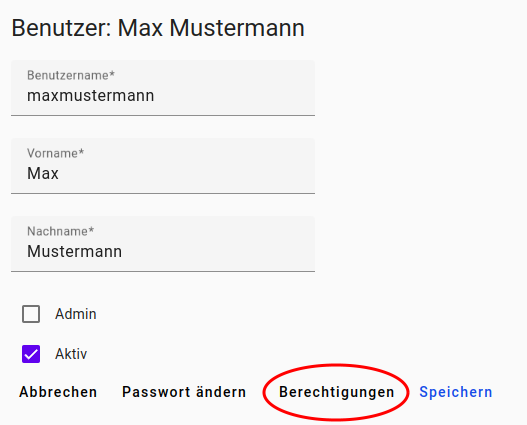 Benutzer: Max Mustermann
Benutzername*
maxmustermann
Vorname*
Max
Nachname*
Mustermann
Admin
Aktiv
Abbrechen Passwort ändern Berechtigungen Speichern